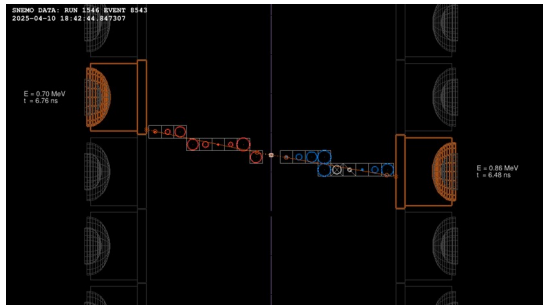 SNEMO DATA: RUN 1546 EVENT 8543
2025-04-10 18:42:44.847307
E = 0.70 MeV
t = 6.76 ns
E = 0.86 MeV
t = 6.48 ns